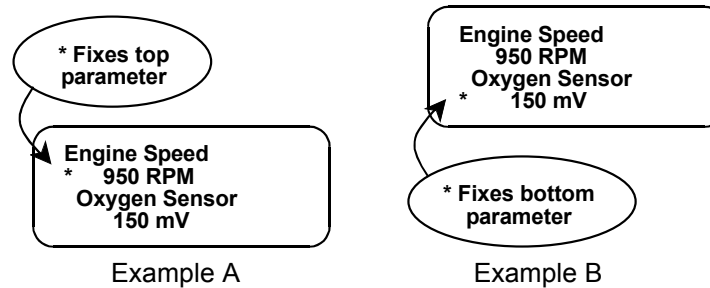 * Fixes top
parameter
Engine Speed
* 950 RPM
Oxygen Sensor
150 mV
Example A
Engine Speed
950 RPM
Oxygen Sensor
* 150 mV
* Fixes bottom
parameter
Example B